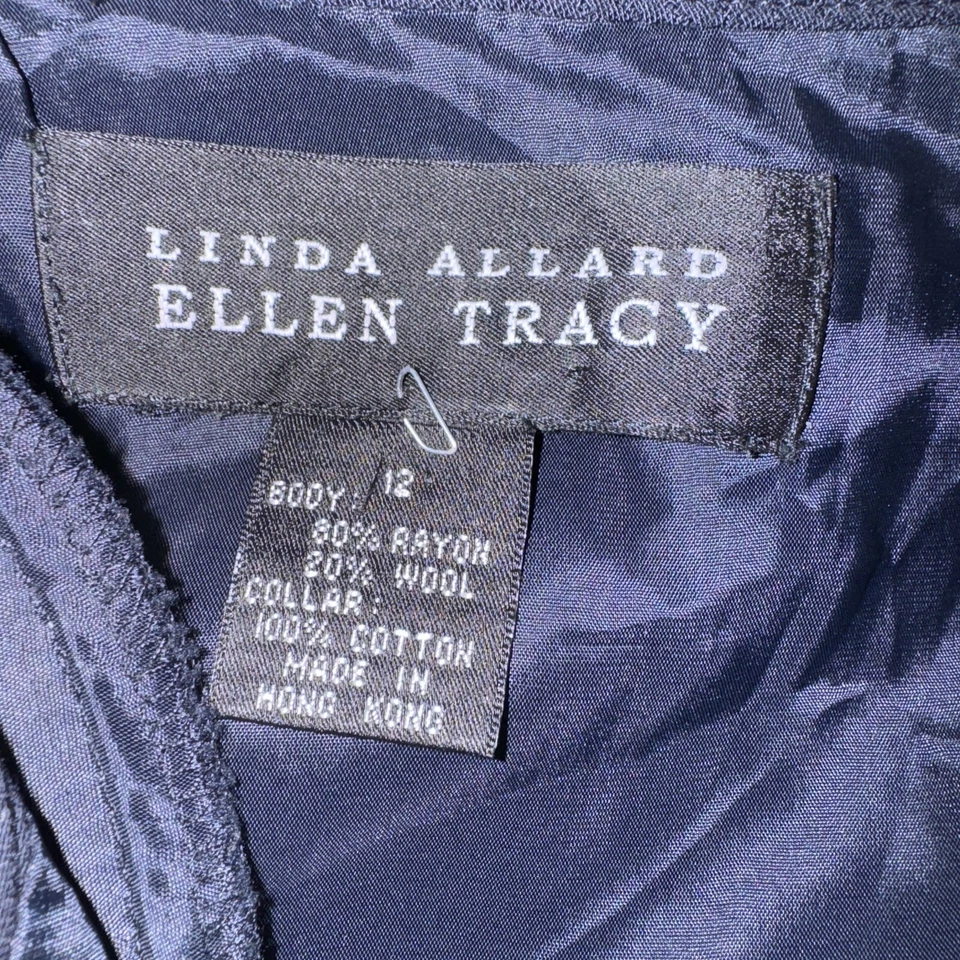 LINDA ALLARD
ELLEN TRACY
12
BODY:
80% RAYON
20% WOOL
COLLAR:
100% COTTON
MADE IN
HONG KONG